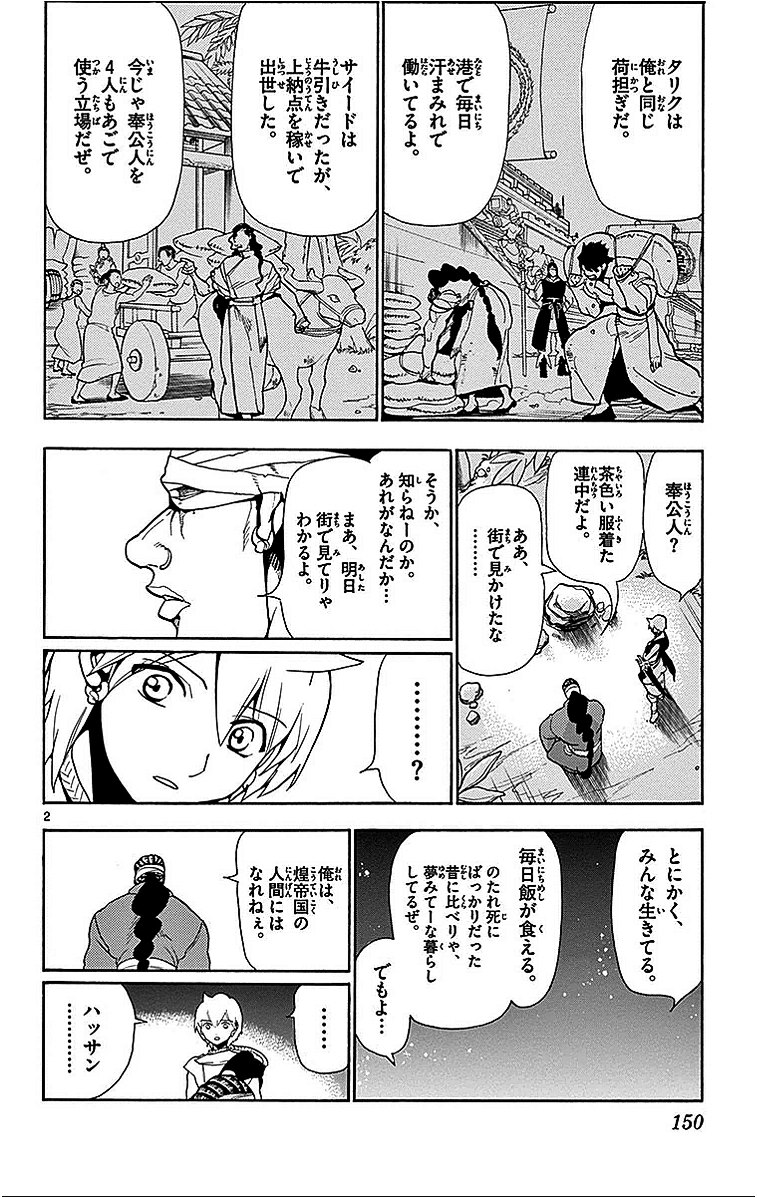 タリクは
俺と同じ
荷担ぎだ。
港で毎日
汗まみれで
働いてるよ。
サイードは
牛引きだったが、
上納点を稼いで
出世した。
今じゃ奉公人を
4人もあごで
使う立場だぜ。
奉公人?
茶色い服着た
連中だよ。
ああ、
街で見かけたな
………
そうか、
知らねーのか。
あれがなんだか…
まあ、明日
街で見てりゃ
わかるよ。
………?
2
とにかく、
みんな生きてる。
毎日飯が食える。
のたれ死に
ばっかりだった
昔に比べりゃ、
夢みてーな暮らし
してるぜ。
でもよ…
俺は、
煌帝国の
人間には
なれねぇ。
……
ハッサン
……
150